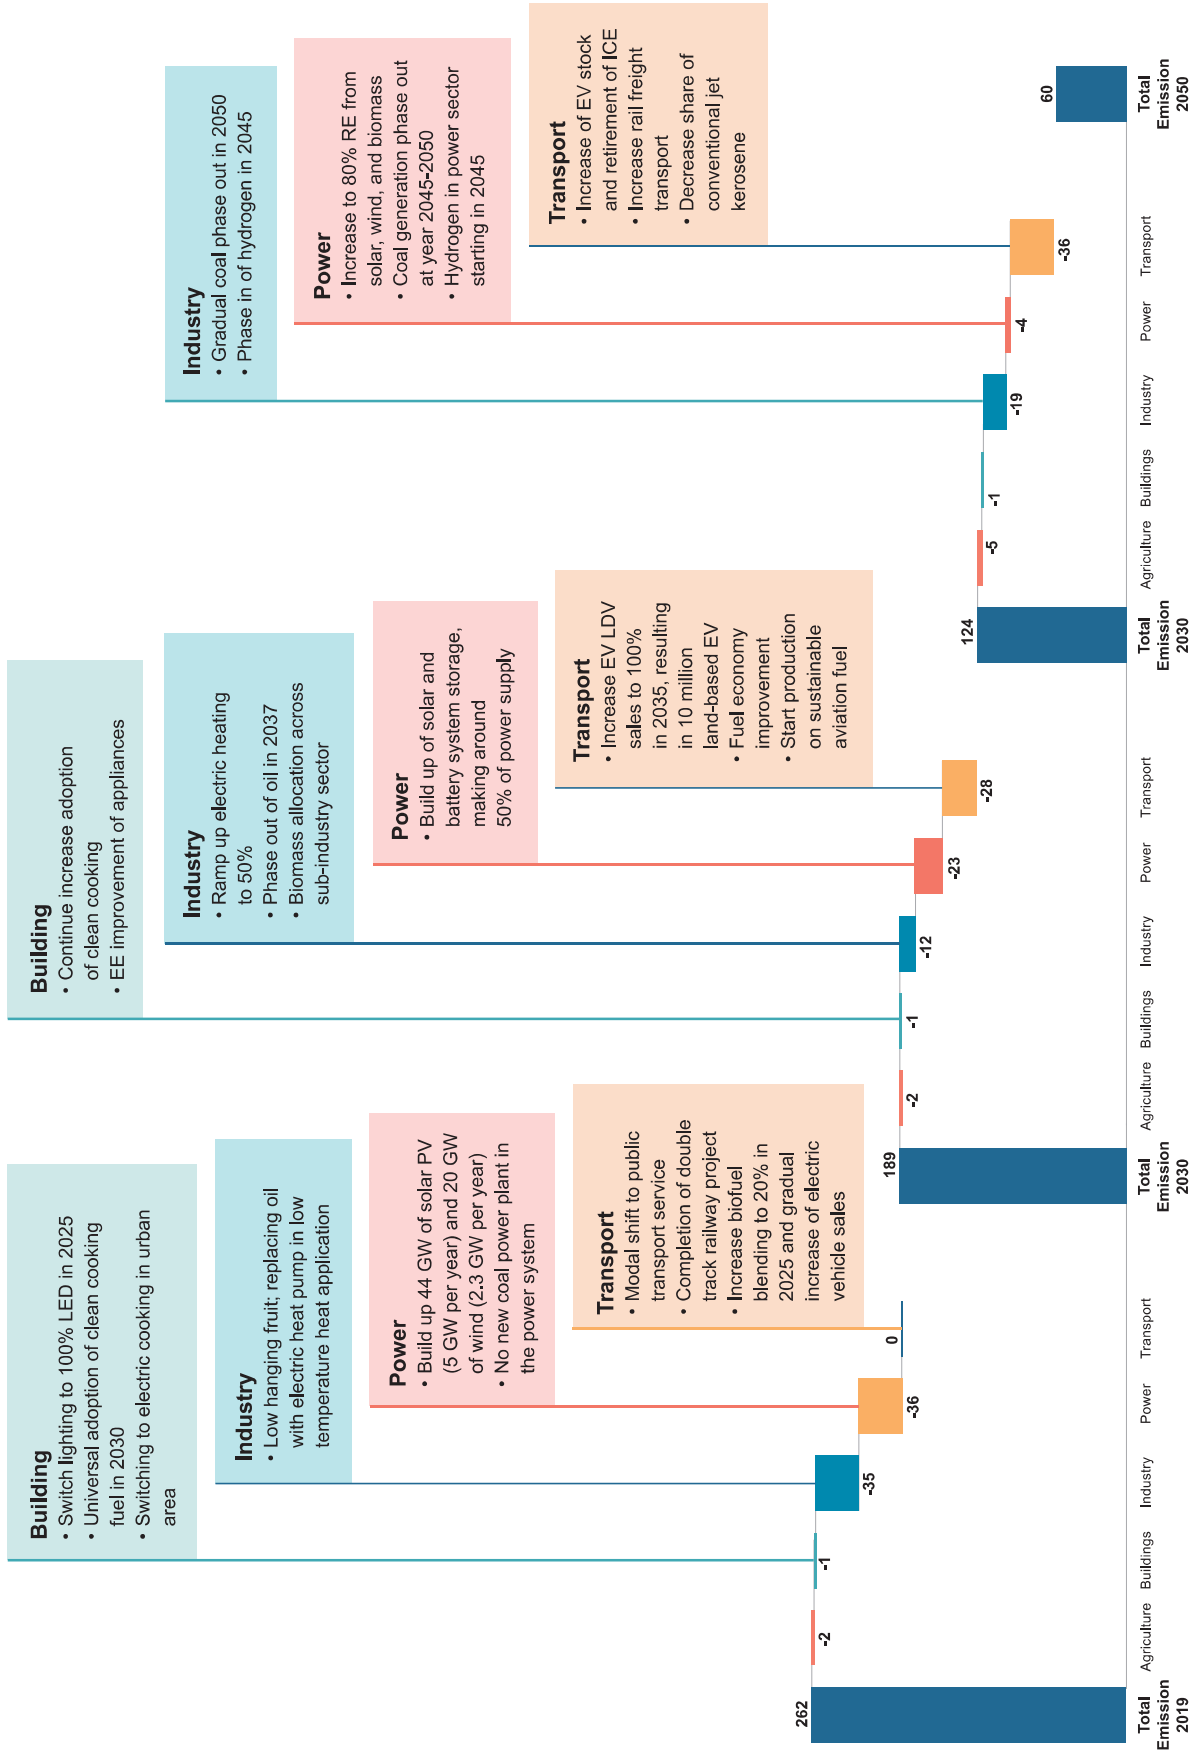 Building
• Switch lighting to 100% LED in 2025
• Universal adoption of clean cooking
fuel in 2030
• Switching to electric cooking in urban
area
Industry
• Low hanging fruit; replacing oil
with electric heat pump in low
temperature heat application
Power
• Build up 44 GW of solar PV
(5 GW per year) and 20 GW
of wind (2.3 GW per year)
• No new coal power plant in
the power system
Transport
• Modal shift to public
transport service
• Completion of double
track railway project
• Increase biofuel
blending to 20% in
2025 and gradual
increase of electric
vehicle sales
Building
• Continue increase adoption
of clean cooking
• EE improvement of appliances
Industry
• Ramp up electric heating
to 50%
• Phase out of oil in 2037
• Biomass allocation across
sub-industry sector
Power
• Build up of solar and
battery system storage,
making around
50% of power supply
Transport
• Increase EV LDV
sales to 100%
in 2035, resulting
in 10 million
land-based EV
• Fuel economy
improvement
• Start production
on sustainable
aviation fuel
Industry
• Gradual coal phase out in 2050
• Phase in of hydrogen in 2045
Power
• Increase to 80% RE from
solar, wind, and biomass
• Coal generation phase out
at year 2045-2050
• Hydrogen in power sector
starting in 2045
Transport
• Increase of EV stock
and retirement of ICE
• Increase rail freight
transport
• Decrease share of
conventional jet
kerosene
262
-2
-1
-35
-36
0
189
-2
-1
-12
-23
-28
124
-5
-1
-19
-4
-36
60
Total
Emission
2019
Agriculture
Buildings
Industry
Power
Transport
Total
Emission
2030
Agriculture
Buildings
Industry
Power
Transport
Total
Emission
2030
Agriculture
Buildings
Industry
Power
Transport
Total
Emission
2050